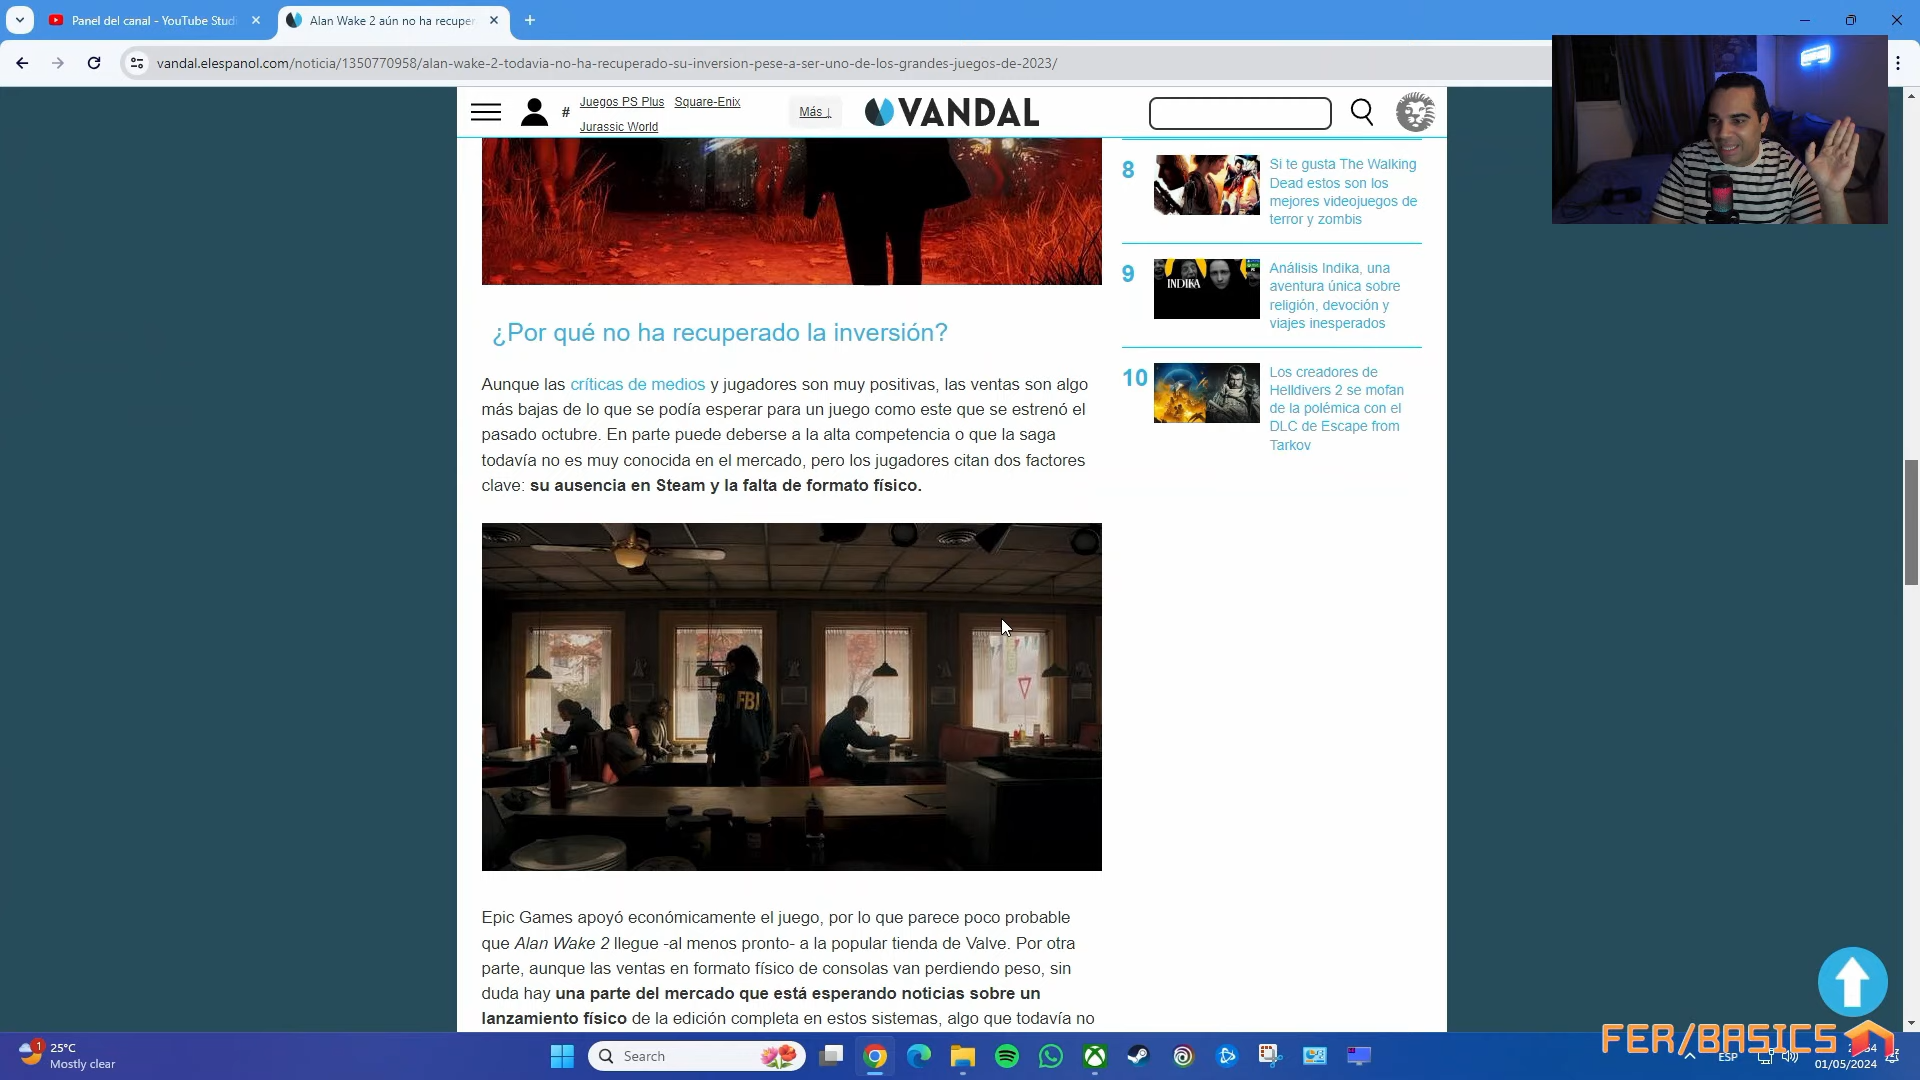 Panel del canal - YouTube Studi
Alan Wake 2 aún no ha recuper
vandal.elespanol.com/noticia/1350770958/alan-wake-2-todavia-no-ha-recuperado-su-inversion-pese-a-ser-uno-de-los-grandes-juegos-de-2023/
# Juegos PS Plus Square-Enix
Jurassic World
Más ↓
VANDAL
8
Si te gusta The Walking
Dead estos son los
mejores videojuegos de
terror y zombis
9
INDIKA
Análisis Indika, una
aventura única sobre
religión, devoción y
viajes inesperados
10
Los creadores de
Helldivers 2 se mofan
de la polémica con el
DLC de Escape from
Tarkov
¿Por qué no ha recuperado la inversión?
Aunque las críticas de medios y jugadores son muy positivas, las ventas son algo
más bajas de lo que se podía esperar para un juego como este que se estrenó el
pasado octubre. En parte puede deberse a la alta competencia o que la saga
todavía no es muy conocida en el mercado, pero los jugadores citan dos factores
clave: su ausencia en Steam y la falta de formato físico.
FBI
Epic Games apoyó económicamente el juego, por lo que parece poco probable
que Alan Wake 2 llegue -al menos pronto- a la popular tienda de Valve. Por otra
parte, aunque las ventas en formato físico de consolas van perdiendo peso, sin
duda hay una parte del mercado que está esperando noticias sobre un
lanzamiento físico de la edición completa en estos sistemas, algo que todavía no
FER/BASICS
1
25°C
Mostly clear
Search
ESP
01/05/2024